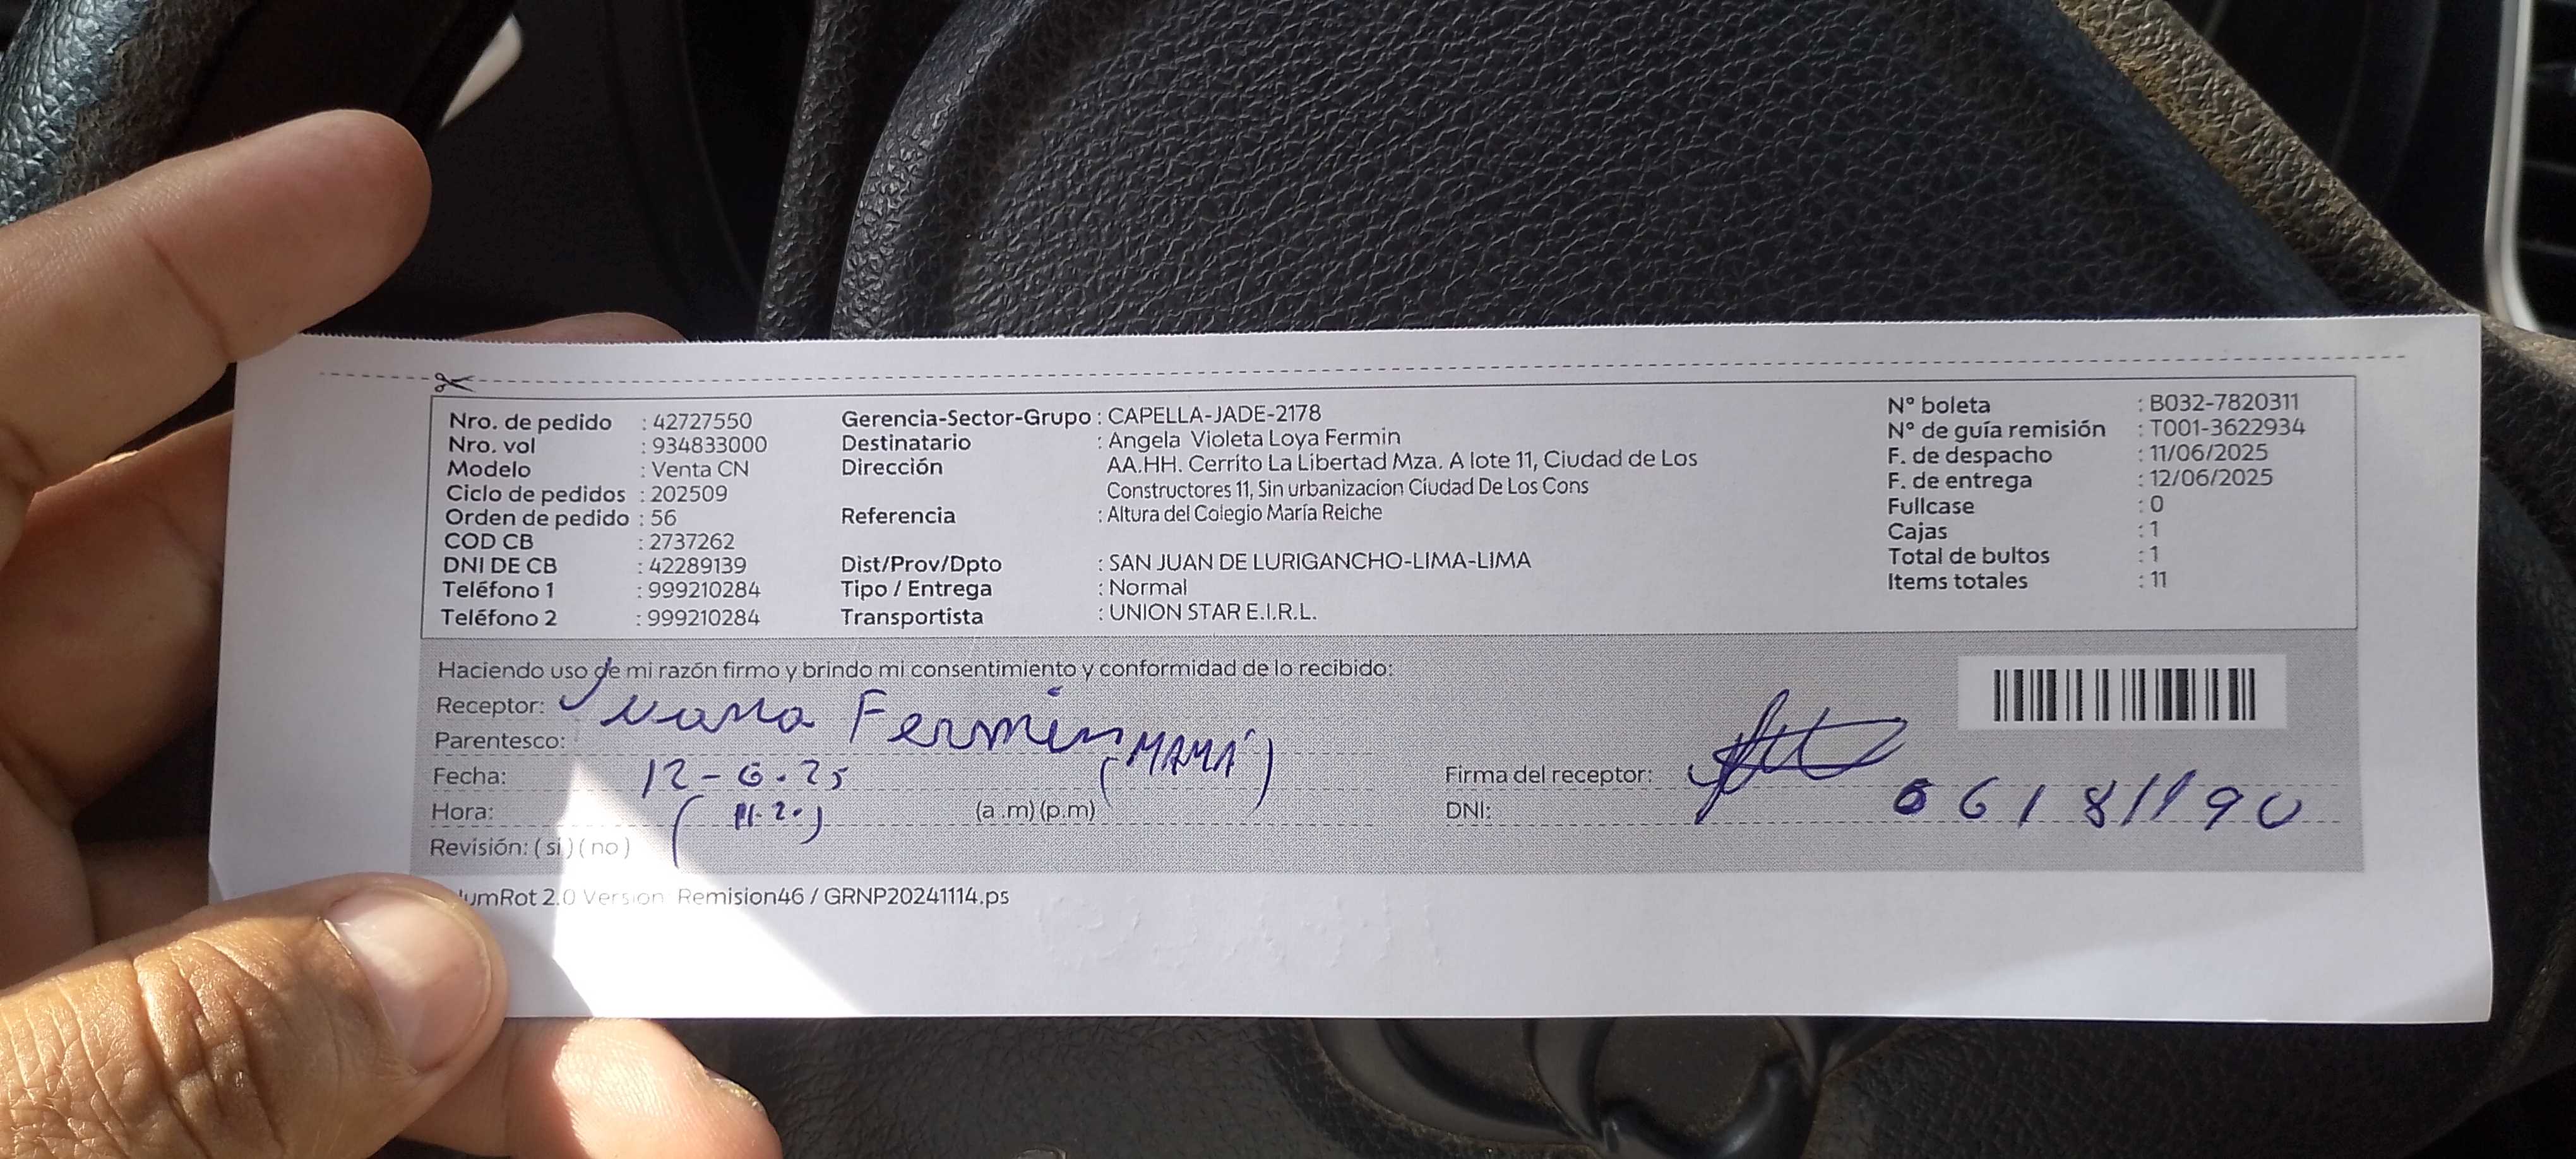 Nro. de pedido : 42727550
Nro. vol : 934833000
Modelo : Venta CN
Ciclo de pedidos : 202509
Orden de pedido : 56
COD CB : 2737262
DNI DE CB : 42289139
Teléfono 1 : 999210284
Teléfono 2 : 999210284
Gerencia-Sector-Grupo : CAPELLA-JADE-2178
Destinatario : Angela Violeta Loya Fermin
Dirección AA.HH. Cerrito La Libertad Mza. A lote 11, Ciudad de Los
Constructores 11, Sin urbanizacion Ciudad De Los Cons
Referencia : Altura del Colegio María Reiche
Dist/Prov/Dpto : SAN JUAN DE LURIGANCHO-LIMA-LIMA
Tipo / Entrega : Normal
Transportista : UNION STAR E.I.R.L.
N° boleta : B032-7820311
N° de guía remisión : T001-3622934
F. de despacho : 11/06/2025
F. de entrega : 12/06/2025
Fullcase : 0
Cajas : 1
Total de bultos : 1
Items totales : 11
Haciendo uso de mi razón firmo y brindo mi consentimiento y conformidad de lo recibido:
Receptor: Juana Fermin
Parentesco: (MAMÁ)
Fecha: 12-6.25
Hora: (11.20) (a .m) (p.m)
Revisión: ( si ) ( no )
Firma del receptor:
DNI: 06181190
umRot 2.0 Version Remision46 / GRNP20241114.ps